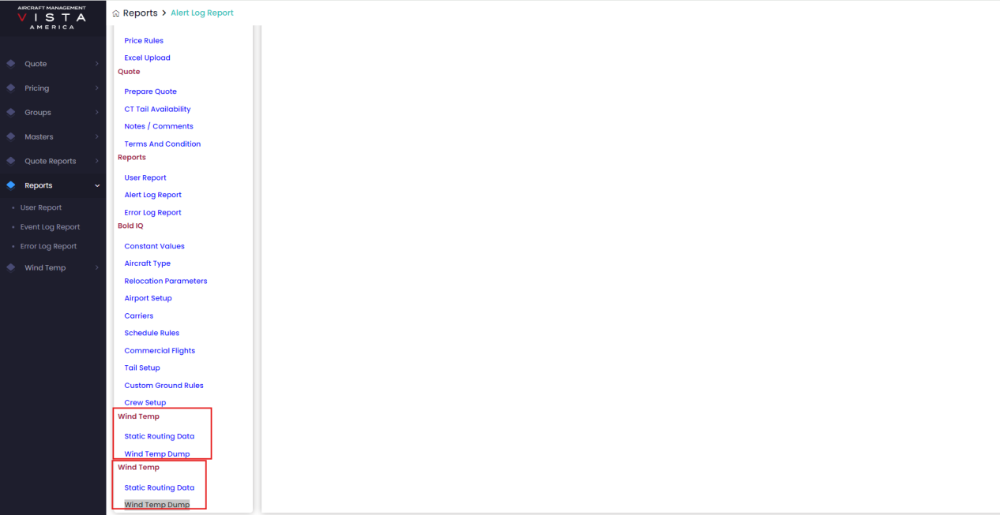 AIRCRAFT MANAGEMENT
VISTA
AMERICA
Quote
Pricing
Groups
Masters
Quote Reports
Reports
User Report
Event Log Report
Error Log Report
Wind Temp
Reports > Alert Log Report
Price Rules
Excel Upload
Quote
Prepare Quote
CT Tail Availability
Notes / Comments
Terms And Condition
Reports
User Report
Alert Log Report
Error Log Report
Bold IQ
Constant Values
Aircraft Type
Relocation Parameters
Airport Setup
Carriers
Schedule Rules
Commercial Flights
Tail Setup
Custom Ground Rules
Crew Setup
Wind Temp
Static Routing Data
Wind Temp Dump
Wind Temp
Static Routing Data
Wind Temp Dump